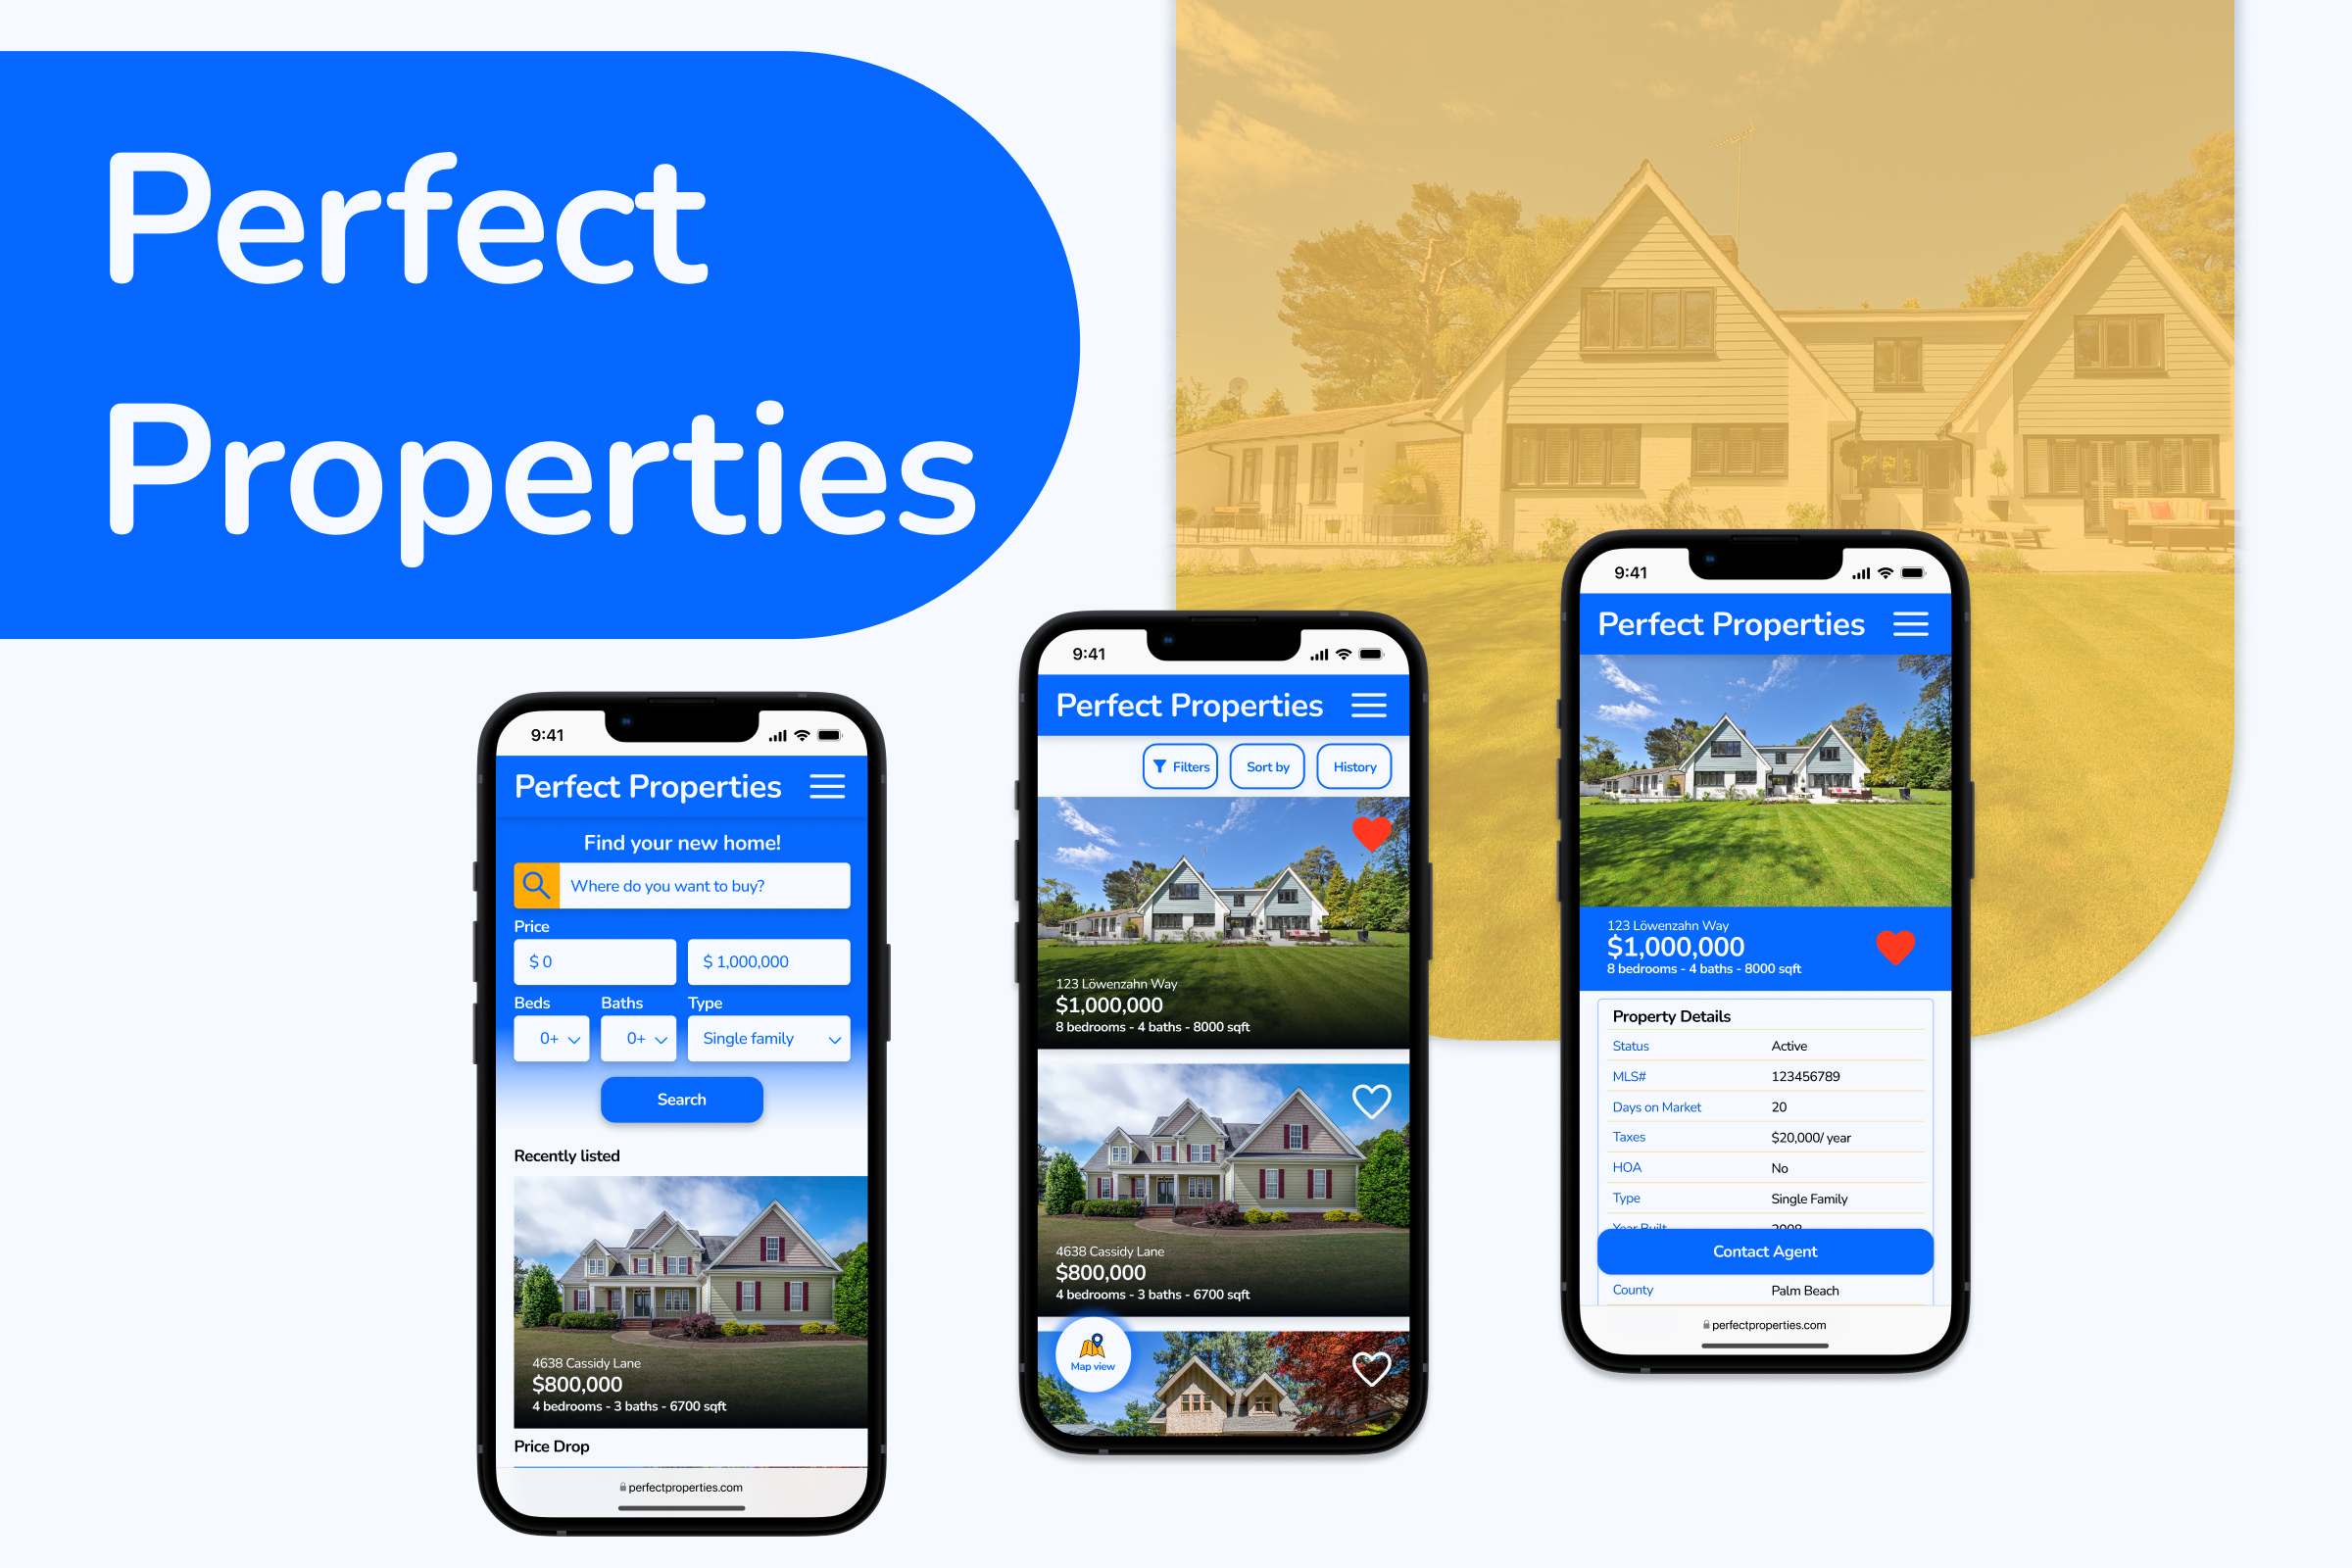 Perfect
Properties
9:41
Perfect Properties
Find your new home!
Where do you want to buy?
Price
$ 0
$ 1,000,000
Beds
Baths
Type
0+
0+
Single family
Search
Recently listed
4638 Cassidy Lane
$800,000
4 bedrooms - 3 baths - 6700 sqft
Price Drop
perfectproperties.com
9:41
Perfect Properties
Filters
Sort by
History
123 Löwenzahn Way
$1,000,000
8 bedrooms - 4 baths - 8000 sqft
4638 Cassidy Lane
$800,000
4 bedrooms - 3 baths - 6700 sqft
Map view
9:41
Perfect Properties
123 Löwenzahn Way
$1,000,000
8 bedrooms - 4 baths - 8000 sqft
Property Details
Status Active
MLS# 123456789
Days on Market 20
Taxes $20,000/ year
HOA No
Type Single Family
Year Built
Contact Agent
County Palm Beach
perfectproperties.com